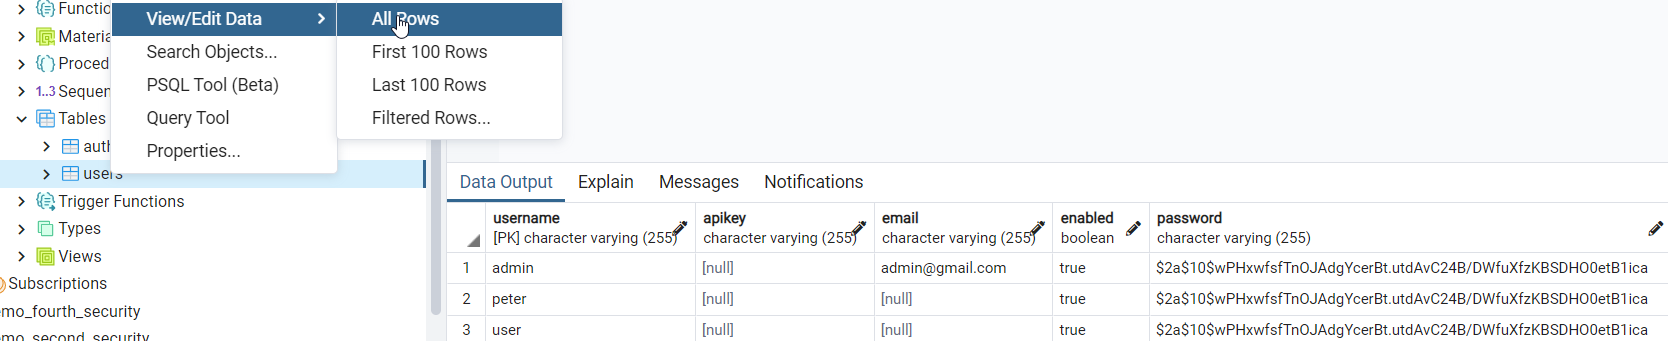 Functio
View/Edit Data
All Rows
Materia
Search Objects...
First 100 Rows
Proced
PSQL Tool (Beta)
Last 100 Rows
1..3 Sequen
Query Tool
Filtered Rows...
Tables
auth
Properties...
users
Trigger Functions
Types
Views
Subscriptions
emo_fourth_security
emo_second_security
Data Output Explain Messages Notifications
username apikey email enabled password
[PK] character varying (255) character varying (255) character varying (255) boolean character varying (255)
1 admin [null] admin@gmail.com true $2a$10$wPHxwfsfTnOJAdgYcerBt.utdAvC24B/DWfuXfzKBSDHO0etB1ica
2 peter [null] [null] true $2a$10$wPHxwfsfTnOJAdgYcerBt.utdAvC24B/DWfuXfzKBSDHO0etB1ica
3 user [null] [null] true $2a$10$wPHxwfsfTnOJAdgYcerBt.utdAvC24B/DWfuXfzKBSDHO0etB1ica